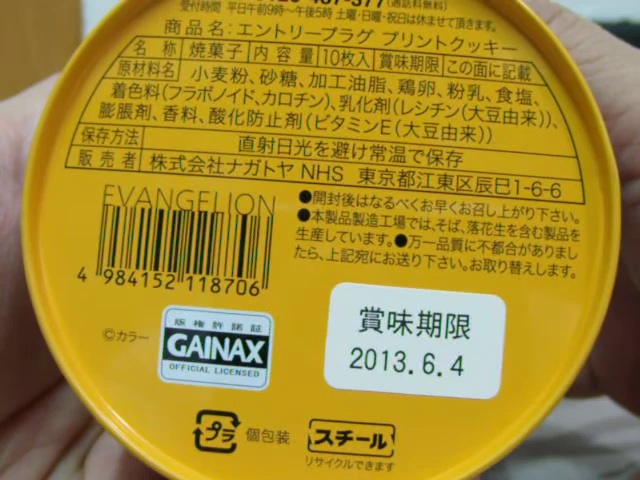 受付時間 平日午前9時～午後5時 土曜・日曜・祝日は休ませて頂きます。
商品名:エントリープラグ プリントクッキー
名称 焼菓子 内容量 10枚入 賞味期限 この面に記載
原材料名 小麦粉、砂糖、加工油脂、鶏卵、粉乳、食塩、
着色料(フラボノイド、カロチン)、乳化剤(レシチン(大豆由来))、
膨脹剤、香料、酸化防止剤(ビタミンE(大豆由来))
保存方法 直射日光を避け常温で保存
販売者 株式会社ナガトヤ NHS 東京都江東区辰巳1-6-6
EVANGELION
4 984152 118706
●開封後はなるべくお早くお召し上がり下さい。
●本製品製造工場では、そば、落花生を含む製品を
生産しています。●万一品質に不都合がありまし
たら、上記宛にお送り下さい。お取り替えします。
©カラー
版権許諾証
GAINAX
OFFICIAL LICENSED
賞味期限
2013.6.4
プラ 個包装
スチール
リサイクルできます